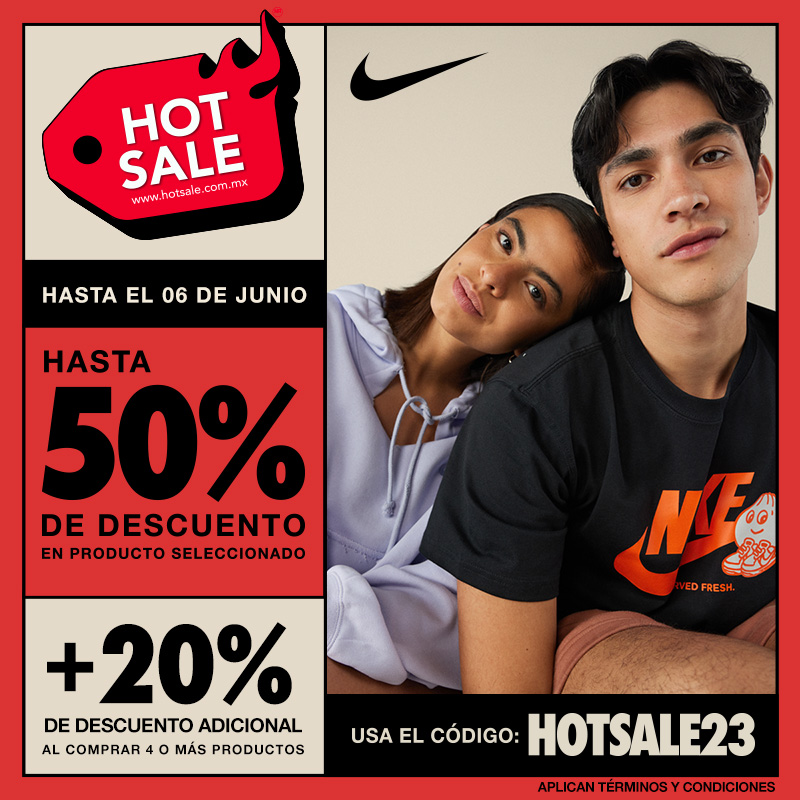 HOT
SALE
www.hotsale.com.mx
HASTA EL 06 DE JUNIO
HASTA
50%
DE DESCUENTO
EN PRODUCTO SELECCIONADO
+20%
DE DESCUENTO ADICIONAL
AL COMPRAR 4 O MÁS PRODUCTOS
NIKE
RVED FRESH.
USA EL CÓDIGO: HOTSALE23
APLICAN TÉRMINOS Y CONDICIONES